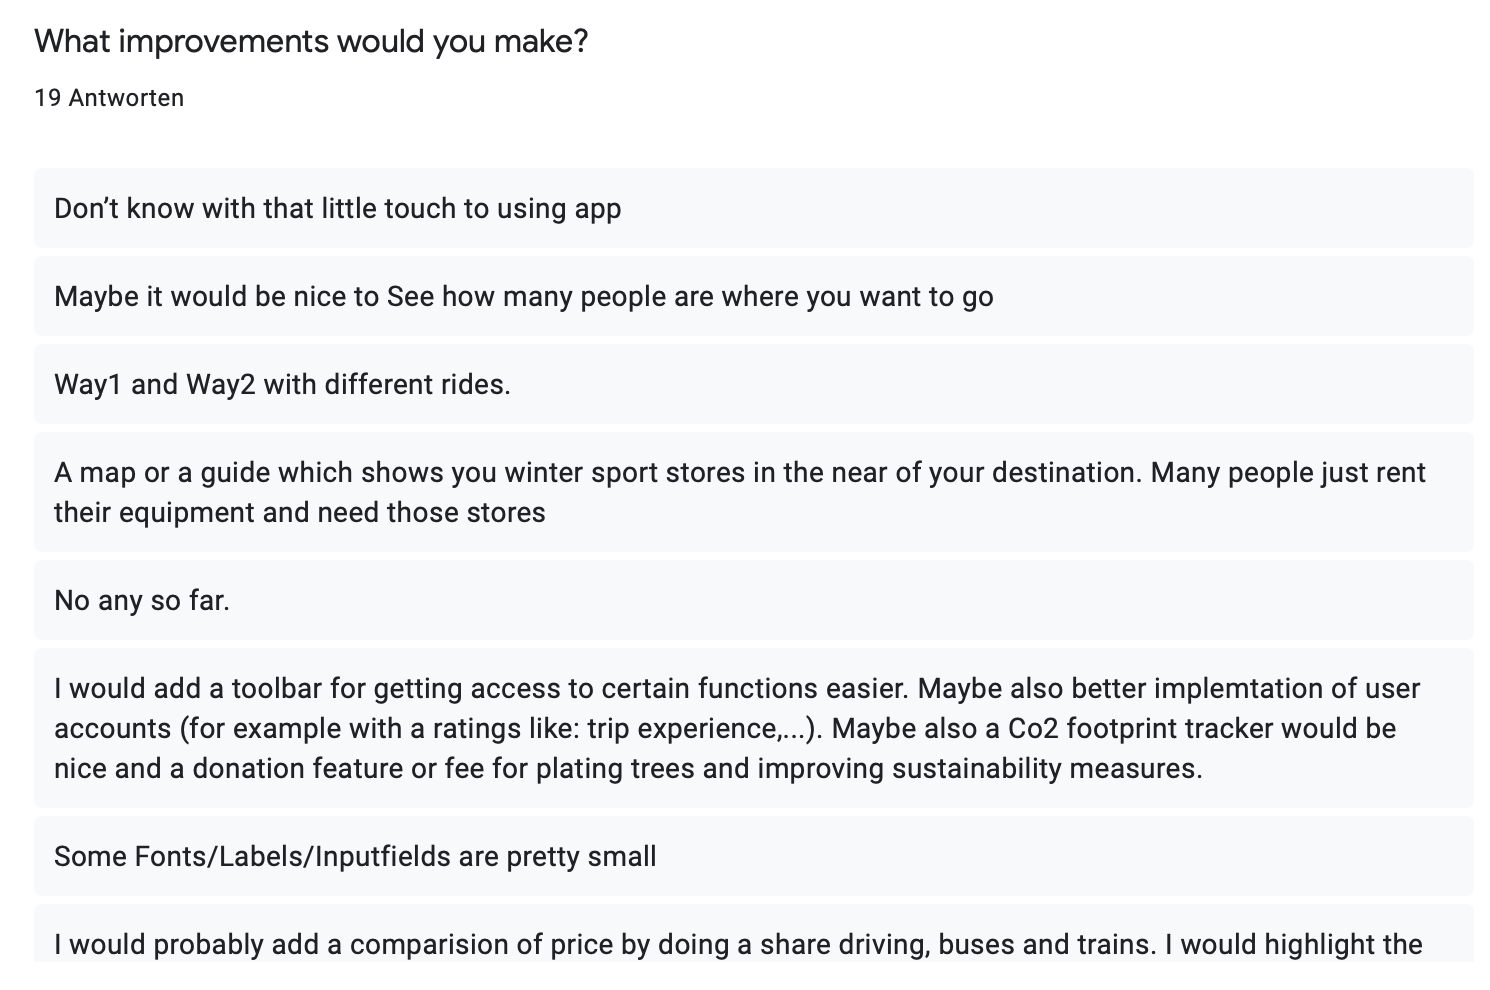 What improvements would you make?
19 Antworten
Don’t know with that little touch to using app
Maybe it would be nice to See how many people are where you want to go
Way1 and Way2 with different rides.
A map or a guide which shows you winter sport stores in the near of your destination. Many people just rent
their equipment and need those stores
No any so far.
I would add a toolbar for getting access to certain functions easier. Maybe also better implemtation of user
accounts (for example with a ratings like: trip experience,...). Maybe also a Co2 footprint tracker would be
nice and a donation feature or fee for plating trees and improving sustainability measures.
Some Fonts/Labels/Inputfields are pretty small
I would probably add a comparision of price by doing a share driving, buses and trains. I would highlight the